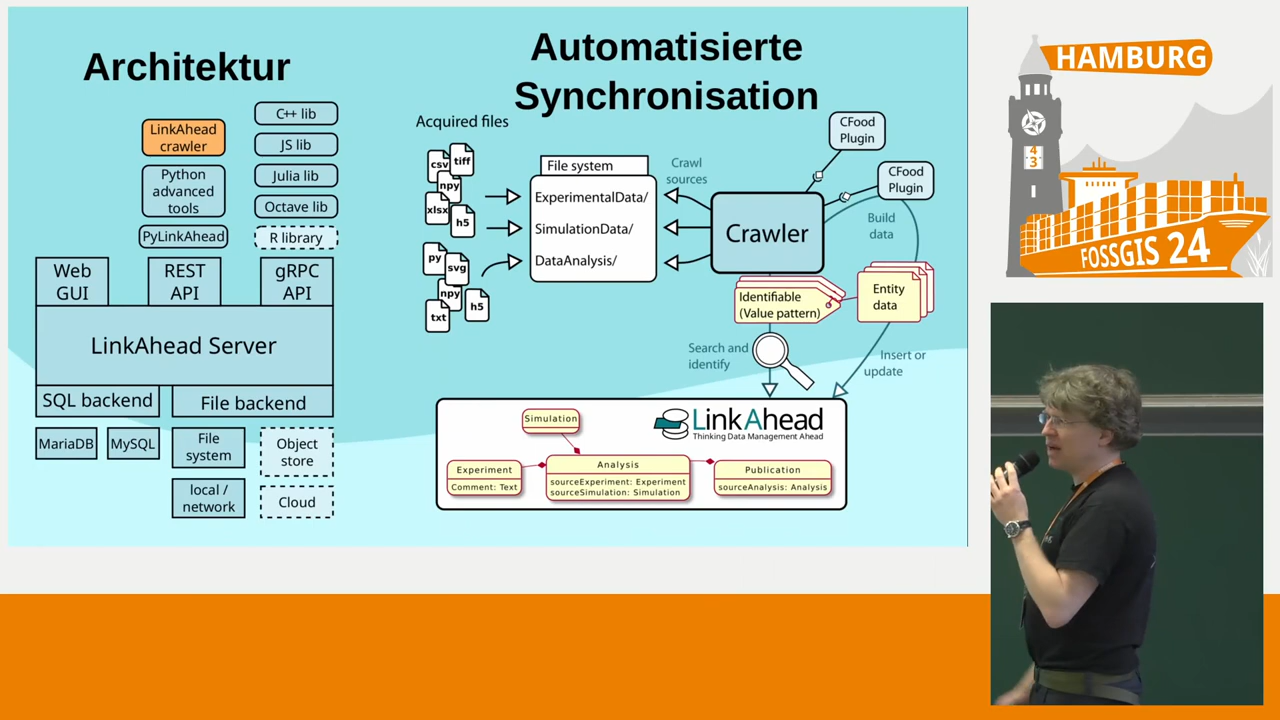 Architektur
C++ lib
LinkAhead
crawler
JS lib
Python
advanced
tools
Julia lib
Octave lib
PyLinkAhead
R library
Web
GUI
REST
API
gRPC
API
LinkAhead Server
SQL backend
File backend
MariaDB
MySQL
File
system
Object
store
local /
network
Cloud
Automatisierte
Synchronisation
Acquired files
csv
tiff
npy
xlsx
h5
py
svg
npy
h5
txt
File system
ExperimentalData/
SimulationData/
DataAnalysis/
Crawl
sources
CFood
Plugin
CFood
Plugin
Crawler
Build
data
Identifiable
(Value pattern)
Entity
data
Search and
identify
Insert or
update
LinkAhead
Thinking Data Management Ahead
Simulation
Experiment
Comment: Text
Analysis
sourceExperiment: Experiment
sourceSimulation: Simulation
Publication
sourceAnalysis: Analysis
HAMBURG
4
3
FOSSGIS 24